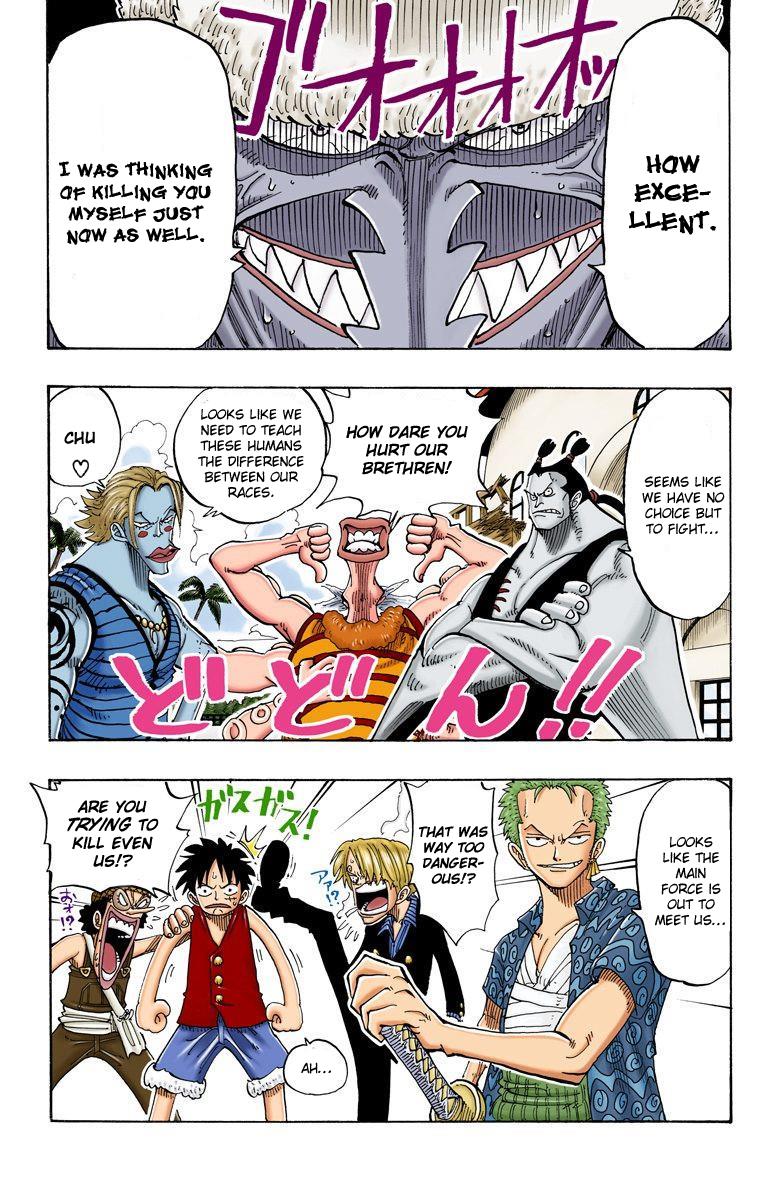 ブオオオオッ
HOW
EXCE-
LLENT.
I WAS THINKING
OF KILLING YOU
MYSELF JUST
NOW AS WELL.
SEEMS LIKE
WE HAVE NO
CHOICE BUT
TO FIGHT...
HOW DARE YOU
HURT OUR
BRETHREN!
LOOKS LIKE WE
NEED TO TEACH
THESE HUMANS
THE DIFFERENCE
BETWEEN OUR
RACES.
CHU
♡
どどん!!
LOOKS
LIKE THE
MAIN
FORCE IS
OUT TO
MEET US...
THAT WAS
WAY TOO
DANGER-
OUS!?
アァ!?
ガスガス!
AH...
ARE YOU
TRYING TO
KILL EVEN
US!?
おオ!?